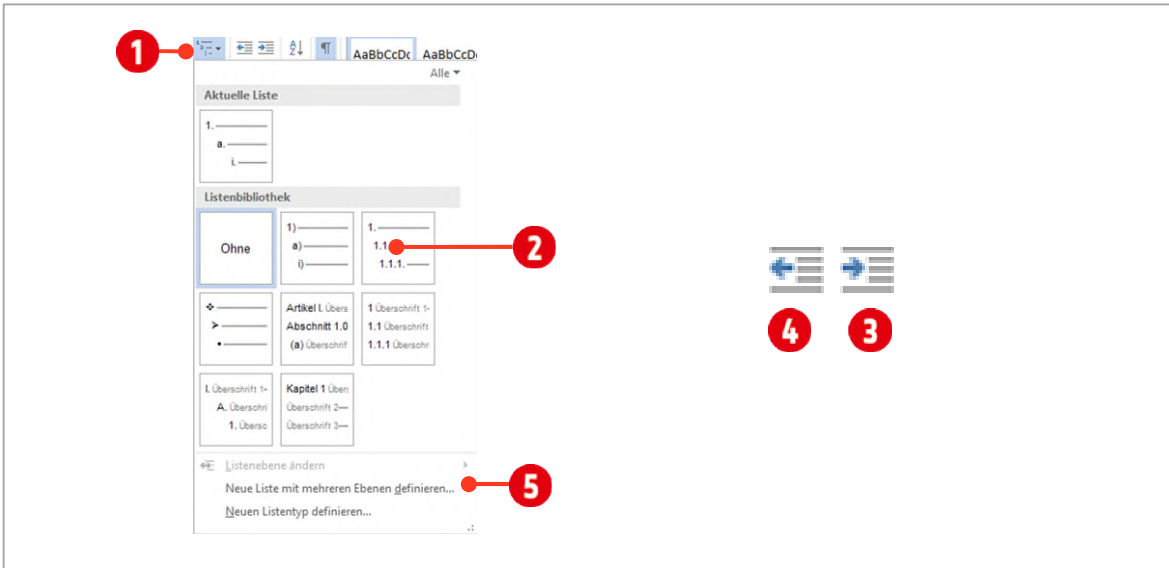 1
AaBbCcDc AaBbCcD
Alle
Aktuelle Liste
1.
a.
i.
Listenbibliothek
Ohne
1)
a)
i)
1.
1.1.
1.1.1.
2
4
3
Artikel I. Übers
Abschnitt 1.0
(a) Überschrif
1 Überschrift 1
1.1 Überschrift
1.1.1 Überschr
I. Überschrift 1
A. Überschri
1. Übersc
Kapitel 1 Übers
Überschrift 2
Überschrift 3
Listenebene ändern
Neue Liste mit mehreren Ebenen definieren...
5
Neuen Listentyp definieren...